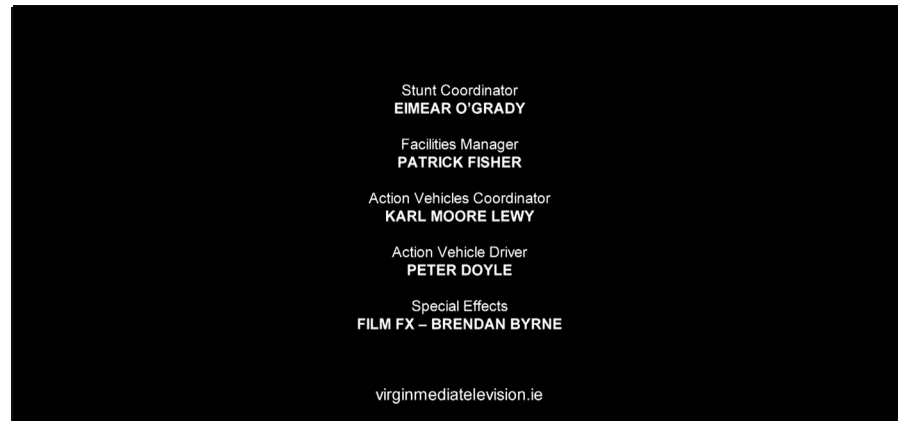 Stunt Coordinator
EIMEAR O’GRADY
Facilities Manager
PATRICK FISHER
Action Vehicles Coordinator
KARL MOORE LEWY
Action Vehicle Driver
PETER DOYLE
Special Effects
FILM FX – BRENDAN BYRNE
virginmediatelevision.ie